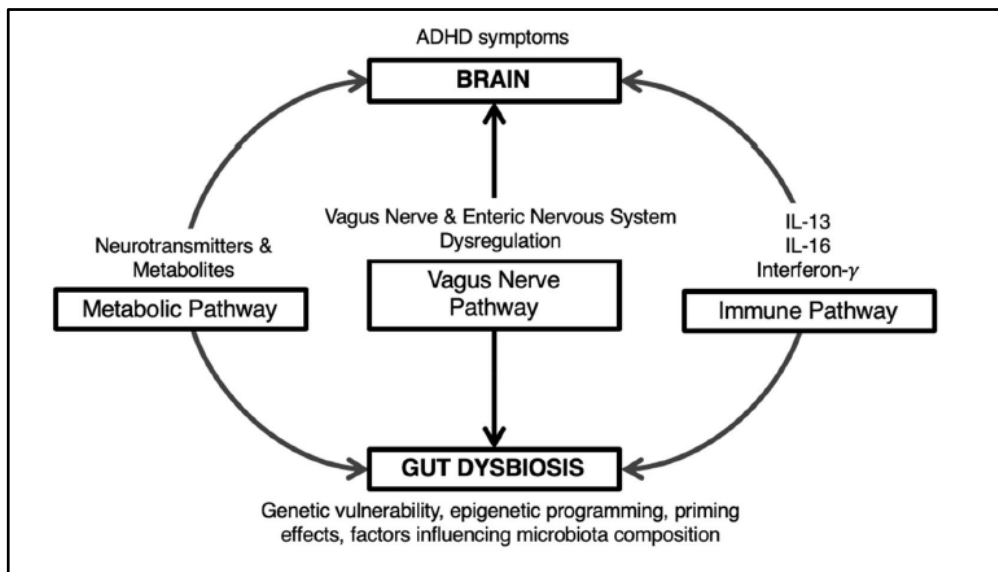 ADHD symptoms
BRAIN
Vagus Nerve & Enteric Nervous System
Dysregulation
Vagus Nerve
Pathway
Neurotransmitters &
Metabolites
Metabolic Pathway
IL-13
IL-16
Interferon-γ
Immune Pathway
GUT DYSBIOSIS
Genetic vulnerability, epigenetic programming, priming
effects, factors influencing microbiota composition